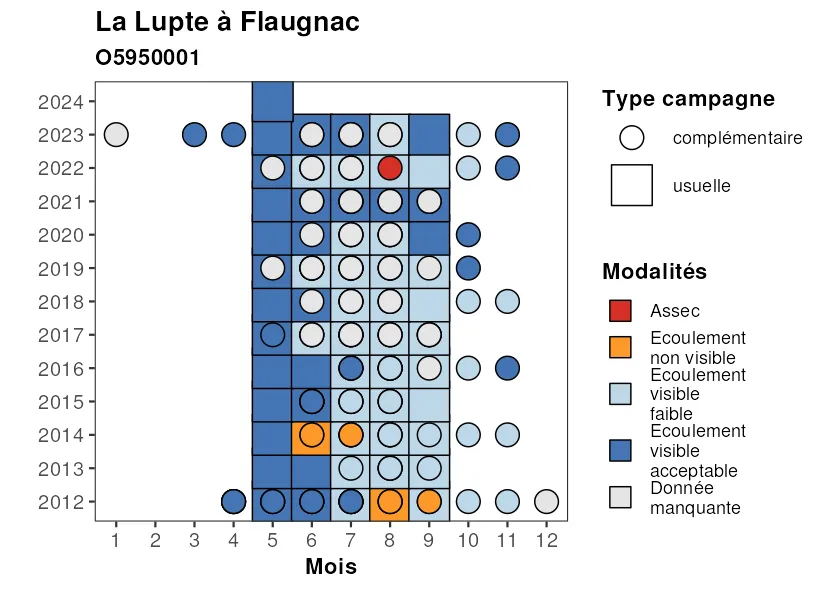 La Lupte à Flaugnac
O5950001
2024
2023
2022
2021
2020
2019
2018
2017
2016
2015
2014
2013
2012
1 2 3 4 5 6 7 8 9 10 11 12
Mois
Type campagne
complémentaire
usuelle
Modalités
Assec
Ecoulement
non visible
Ecoulement
visible
faible
Ecoulement
visible
acceptable
Donnée
manquante